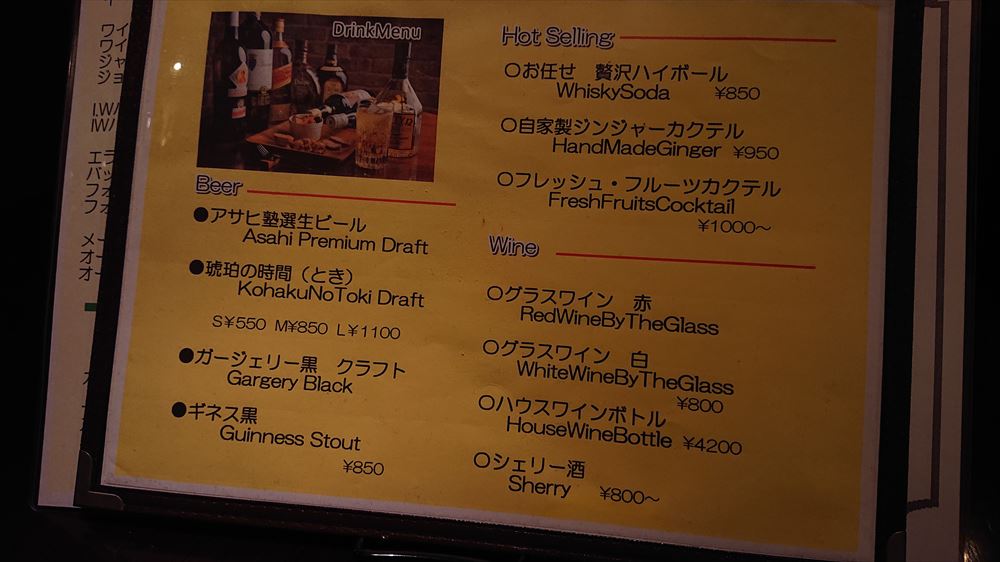 DrinkMenu
Beer
●アサヒ塾選生ビール
Asahi Premium Draft
●琥珀の時間（とき）
KohakuNoToki Draft
S¥550 M¥850 L¥1100
●ガージェリー黒　クラフト
Gargery Black
●ギネス黒
Guinness Stout
¥850
Hot Selling
○お任せ　贅沢ハイボール
WhiskySoda ¥850
○自家製ジンジャーカクテル
HandMadeGinger ¥950
○フレッシュ・フルーツカクテル
FreshFruitsCocktail
¥1000～
Wine
○グラスワイン　赤
RedWineByTheGlass
○グラスワイン　白
WhiteWineByTheGlass
¥800
○ハウスワインボトル
HouseWineBottle ¥4200
○シェリー酒
Sherry ¥800～